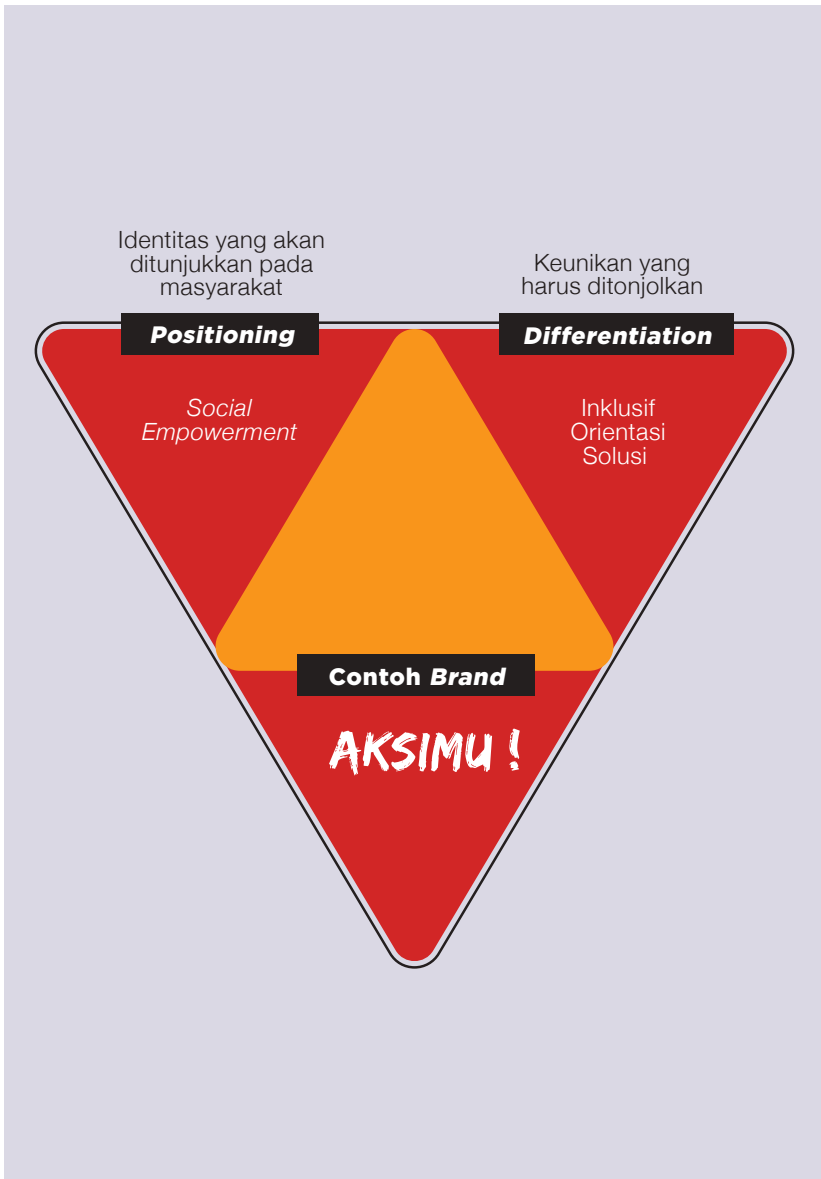 Identitas yang akan
ditunjukkan pada
masyarakat
Positioning
Social
Empowerment
Keunikan yang
harus ditonjolkan
Differentiation
Inklusif
Orientasi
Solusi
Contoh Brand
AKSIMU !